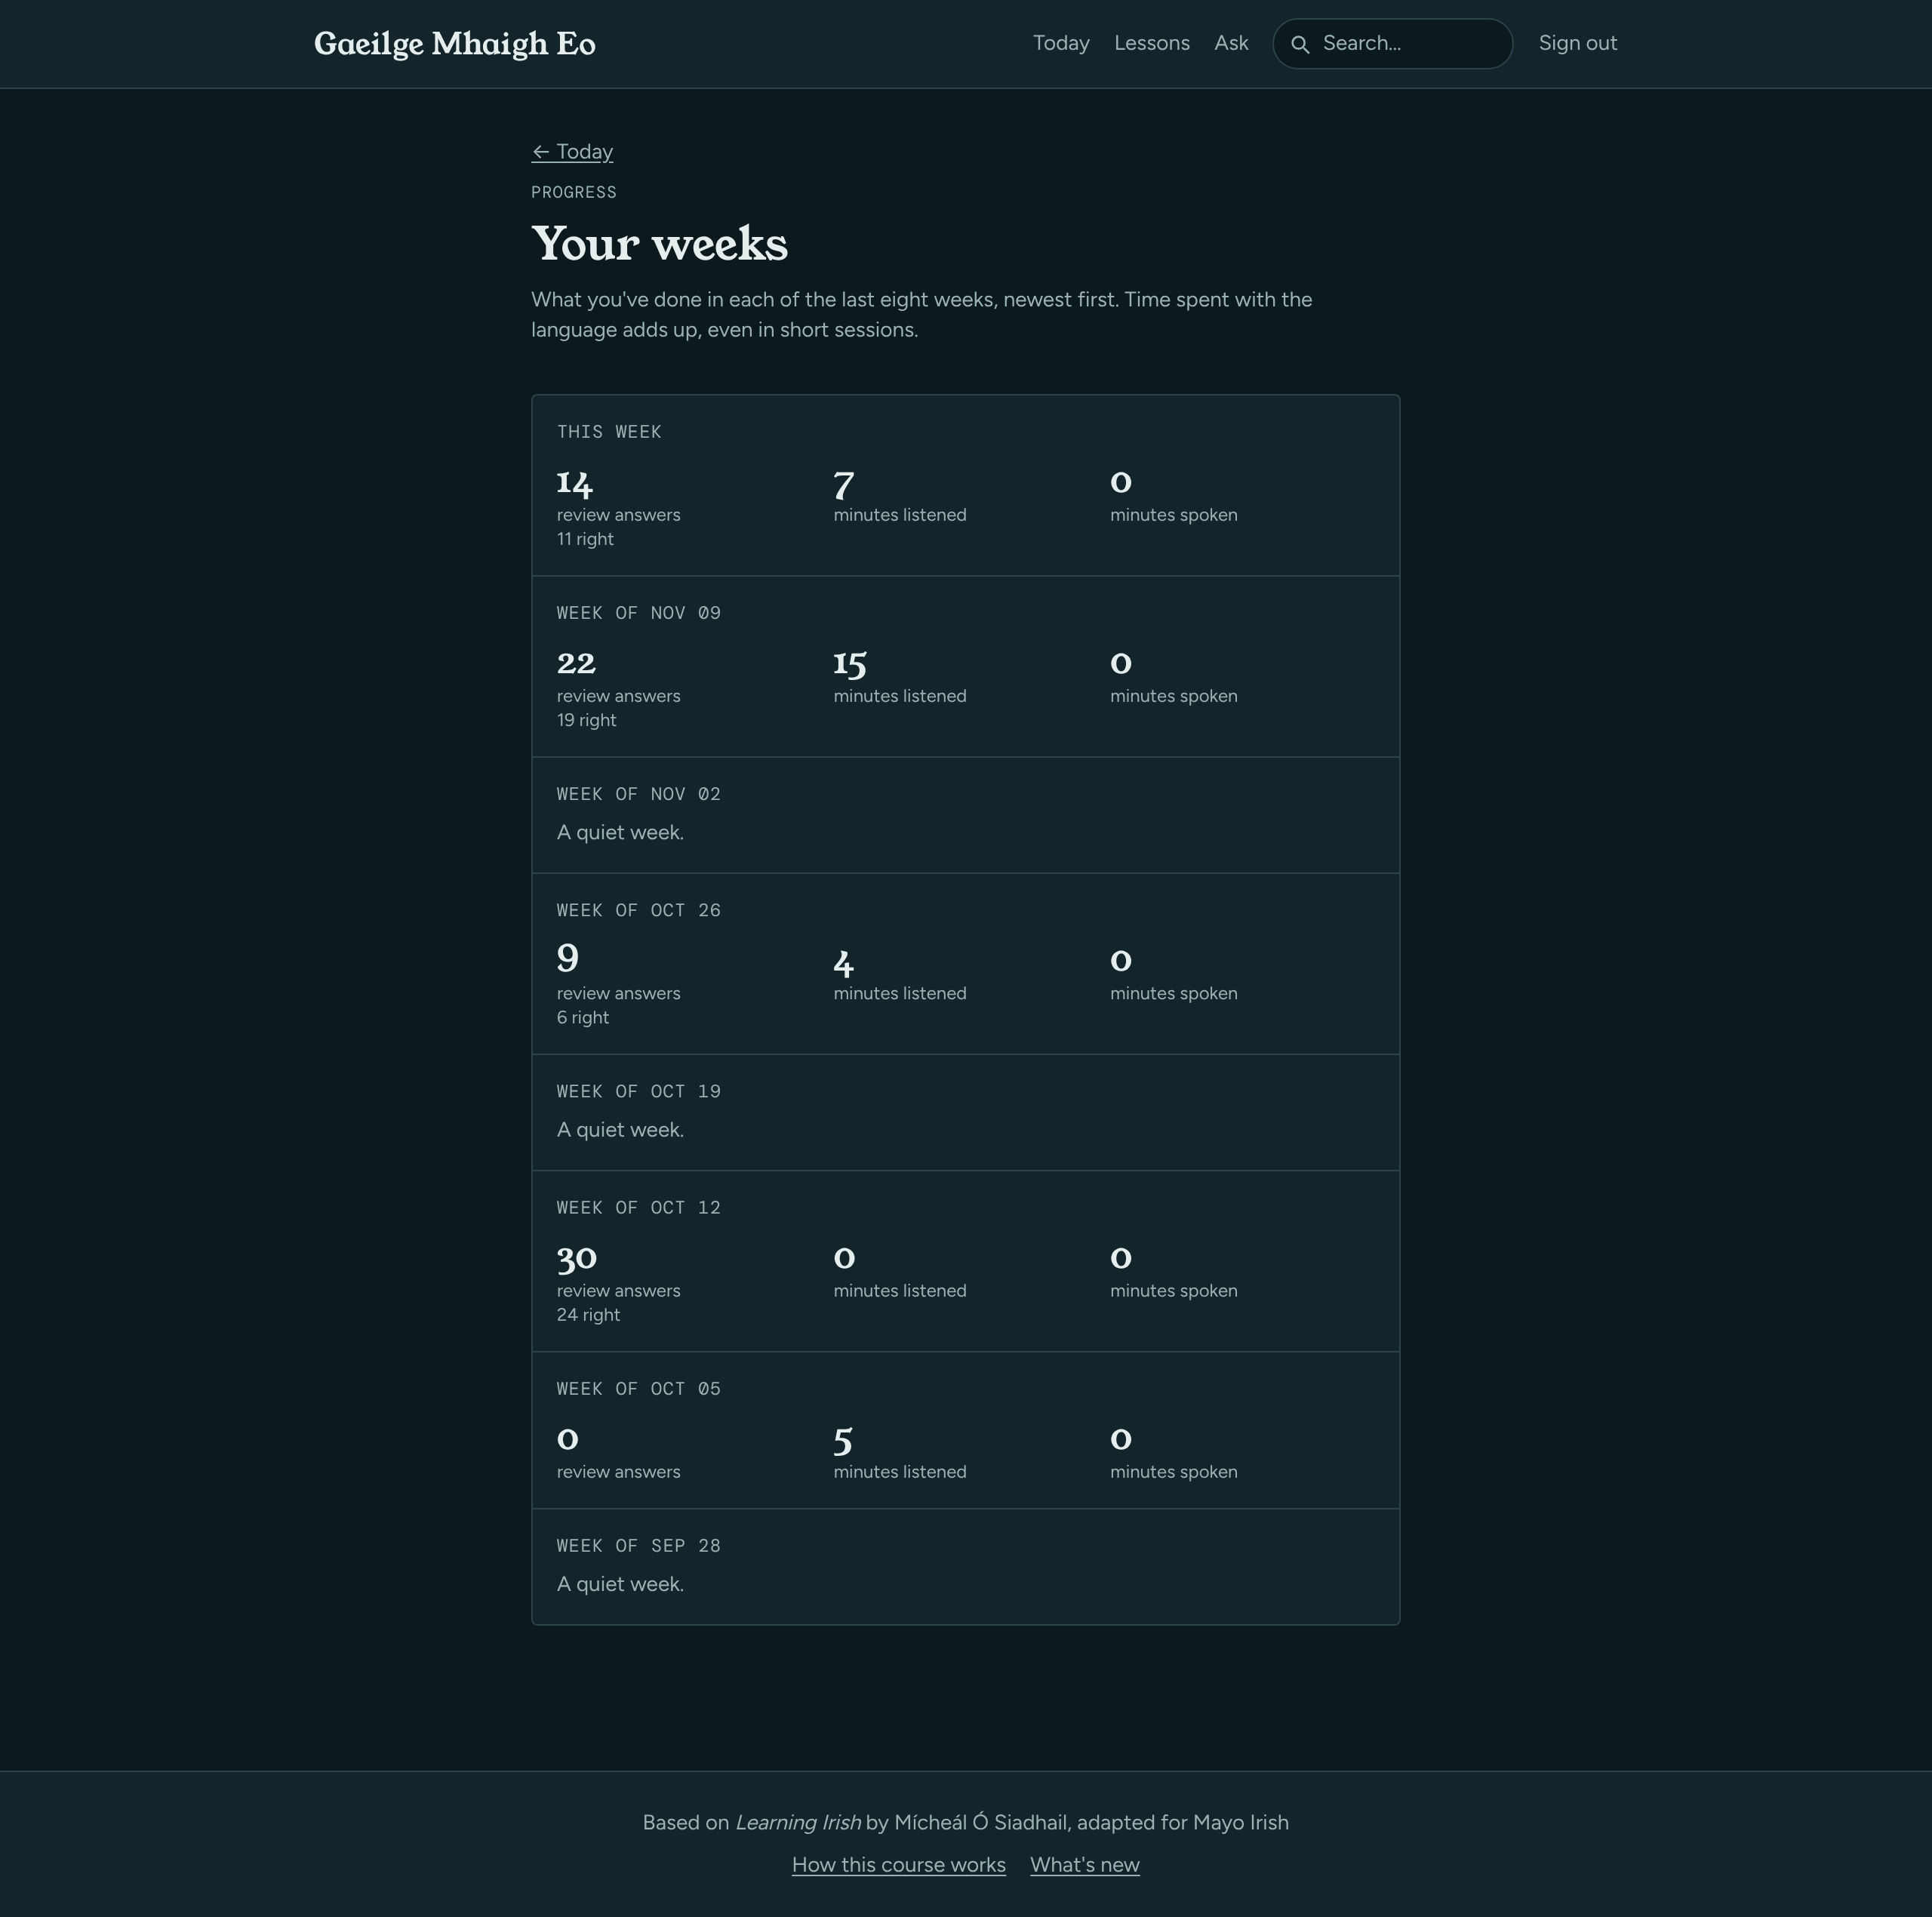 Gaeilge Mhaigh Eo
Today Lessons Ask Search... Sign out
← Today
PROGRESS
Your weeks
What you've done in each of the last eight weeks, newest first. Time spent with the
language adds up, even in short sessions.
THIS WEEK
14 7 0
review answers minutes listened minutes spoken
11 right
WEEK OF NOV 09
22 15 0
review answers minutes listened minutes spoken
19 right
WEEK OF NOV 02
A quiet week.
WEEK OF OCT 26
9 4 0
review answers minutes listened minutes spoken
6 right
WEEK OF OCT 19
A quiet week.
WEEK OF OCT 12
30 0 0
review answers minutes listened minutes spoken
24 right
WEEK OF OCT 05
0 5 0
review answers minutes listened minutes spoken
WEEK OF SEP 28
A quiet week.
Based on Learning Irish by Mícheál Ó Siadhail, adapted for Mayo Irish
How this course works What's new